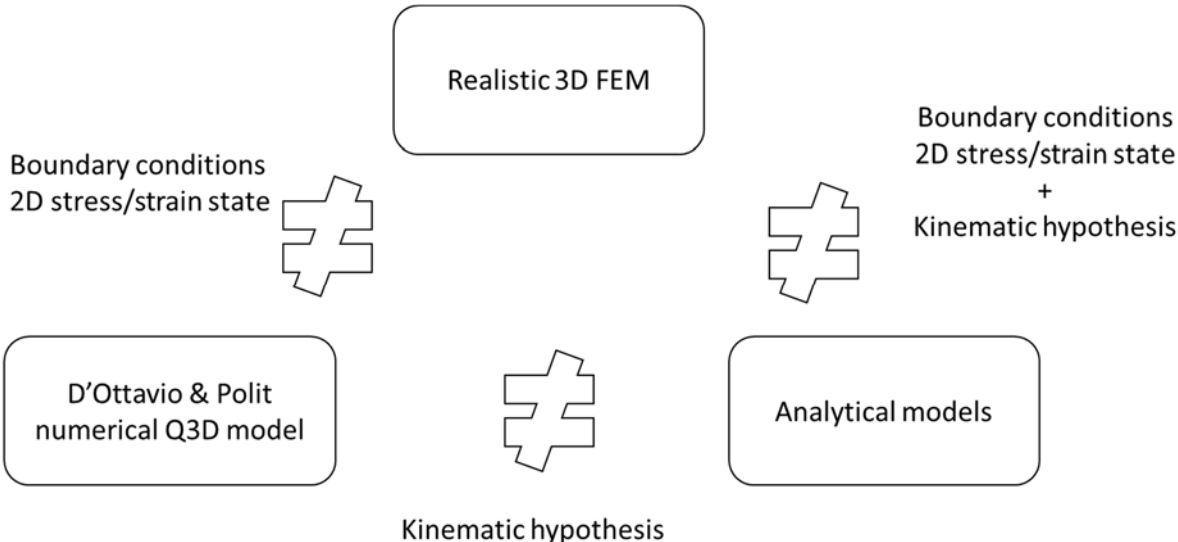 Realistic 3D FEM
Boundary conditions
2D stress/strain state
Boundary conditions
2D stress/strain state
+
Kinematic hypothesis
D’Ottavio & Polit
numerical Q3D model
Analytical models
Kinematic hypothesis